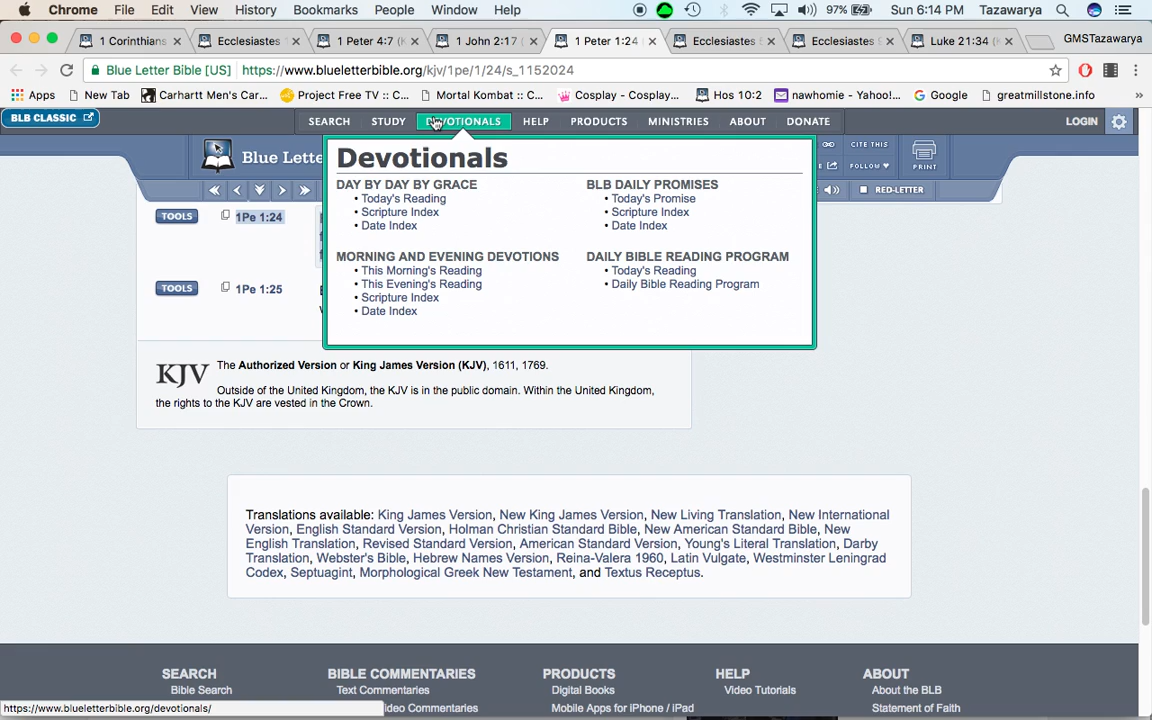 Chrome File Edit View History Bookmarks People Window Help 97% Sun 6:14 PM Tazawarya
1 Corinthians Ecclesiastes 1 1 Peter 4:7 (K 1 John 2:17 ( 1 Peter 1:24 Ecclesiastes Ecclesiastes Luke 21:34 (K GMSTazawarya
Blue Letter Bible [US] https://www.blueletterbible.org/kjv/1pe/1/24/s_1152024
Apps New Tab Carhartt Men's Car... Project Free TV :: C... Mortal Kombat :: C... Cosplay - Cosplay... Hos 10:2 nawhomie - Yahoo!... Google greatmillstone.info »
BLB CLASSIC SEARCH STUDY DEVOTIONALS HELP PRODUCTS MINISTRIES ABOUT DONATE LOGIN
Blue Lette CITE THIS
FOLLOW PRINT
RED-LETTER
Devotionals
DAY BY DAY BY GRACE
• Today's Reading
• Scripture Index
• Date Index
BLB DAILY PROMISES
• Today's Promise
• Scripture Index
• Date Index
MORNING AND EVENING DEVOTIONS
• This Morning's Reading
• This Evening's Reading
• Scripture Index
• Date Index
DAILY BIBLE READING PROGRAM
• Today's Reading
• Daily Bible Reading Program
TOOLS 1Pe 1:24
TOOLS 1Pe 1:25
KJV The Authorized Version or King James Version (KJV), 1611, 1769.
Outside of the United Kingdom, the KJV is in the public domain. Within the United Kingdom,
the rights to the KJV are vested in the Crown.
Translations available: King James Version, New King James Version, New Living Translation, New International
Version, English Standard Version, Holman Christian Standard Bible, New American Standard Bible, New
English Translation, Revised Standard Version, American Standard Version, Young's Literal Translation, Darby
Translation, Webster's Bible, Hebrew Names Version, Reina-Valera 1960, Latin Vulgate, Westminster Leningrad
Codex, Septuagint, Morphological Greek New Testament, and Textus Receptus.
SEARCH BIBLE COMMENTARIES PRODUCTS HELP ABOUT
Bible Search Text Commentaries Digital Books Video Tutorials About the BLB
https://www.blueletterbible.org/devotionals/ ideo Commentaries Mobile Apps for iPhone / iPad Statement of Faith